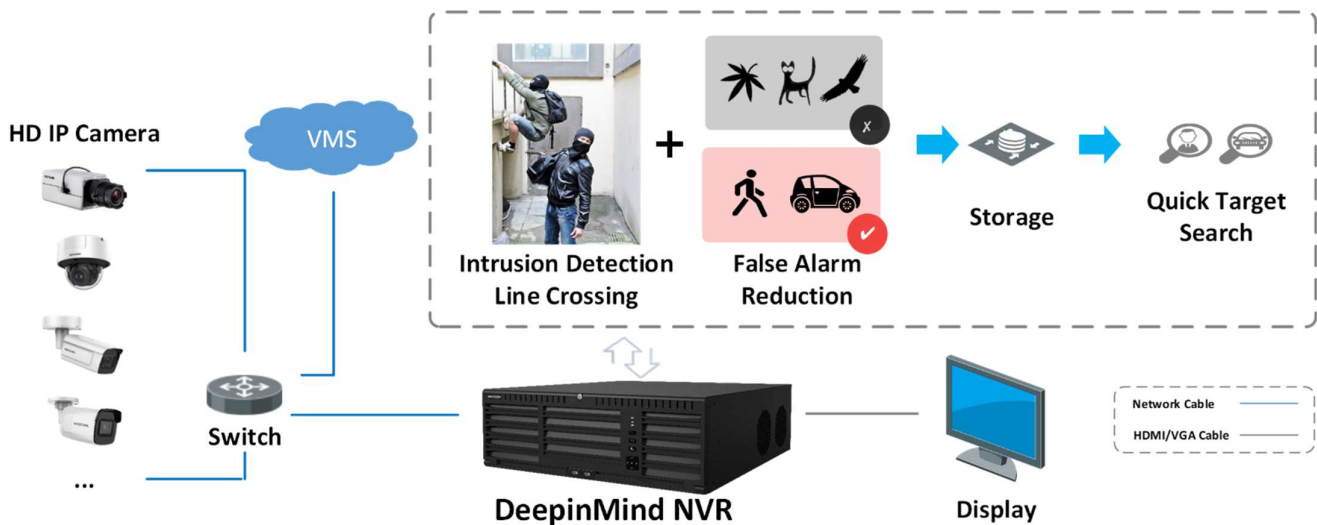 HD IP Camera
VMS
Intrusion Detection
Line Crossing
+
False Alarm
Reduction
✗
✓
Storage
Quick Target
Search
Switch
...
DeepinMind NVR
Display
Network Cable
HDMI/VGA Cable